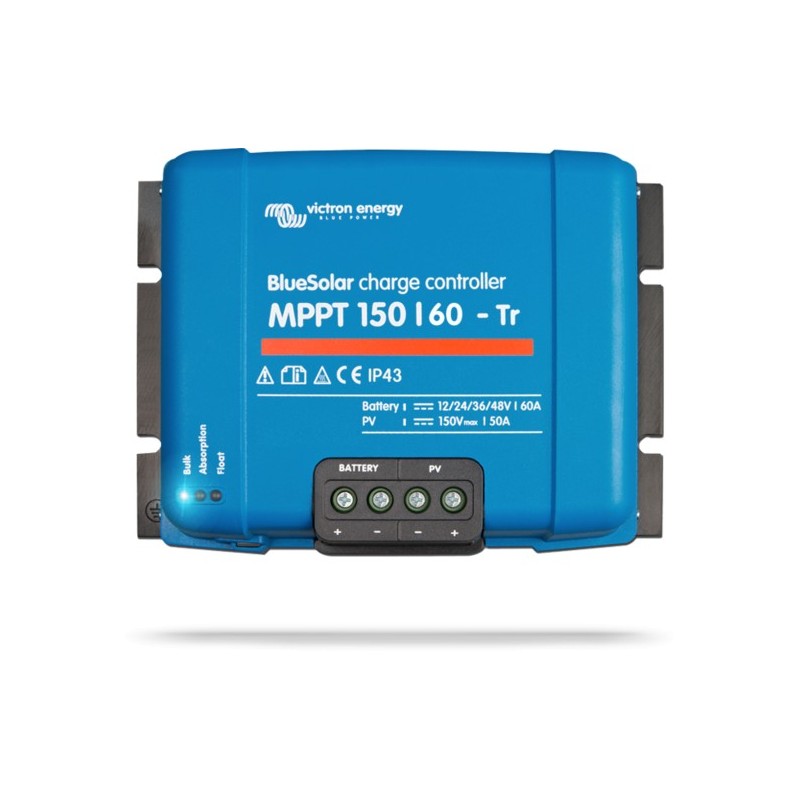 victron energy
BLUE POWER
BlueSolar charge controller
MPPT 150 | 60 - Tr
CE IP43
Battery 12/24/36/48V | 60A
PV 150Vmax | 50A
Bulk
Absorption
Float
BATTERY PV
+ - - +